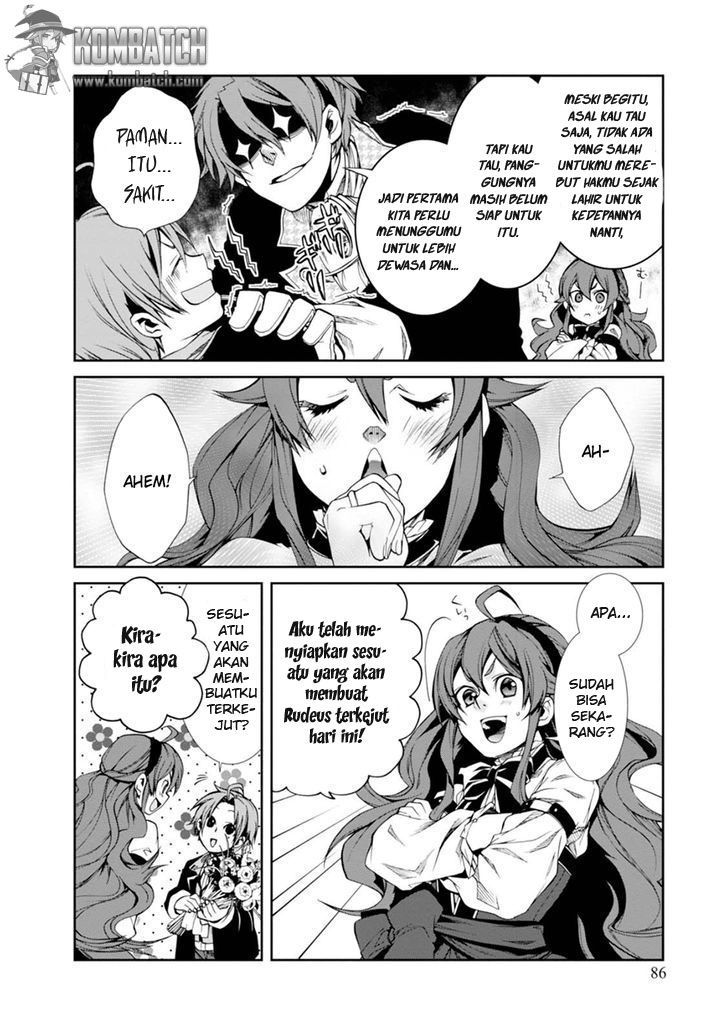 KOMBATCH
www.kombatch.com
MESKI BEGITU,
ASAL KAU TAU
SAJA, TIDAK ADA
YANG SALAH
UNTUKMU MERE-
BUT HAKMU SEJAK
LAHIR UNTUK
KEDEPANNYA
NANTI,
TAPI KAU
TAU, PANG-
GUNGNYA
MASIH BELUM
SIAP UNTUK
ITU.
JADI PERTAMA
KITA PERLU
MENUNGGUMU
UNTUK LEBIH
DEWASA DAN...
PAMAN...
ITU...
SAKIT...
AH-
AHEM!
APA...
SUDAH
BISA
SEKA-
RANG?
Aku telah me-
nyiapkan sesu-
atu yang akan
membuat
Rudeus terkejut
hari ini!
SESU-
ATU
YANG
AKAN
MEM-
BUATKU
TERKE-
JUT?
Kira-
kira apa
itu?
86